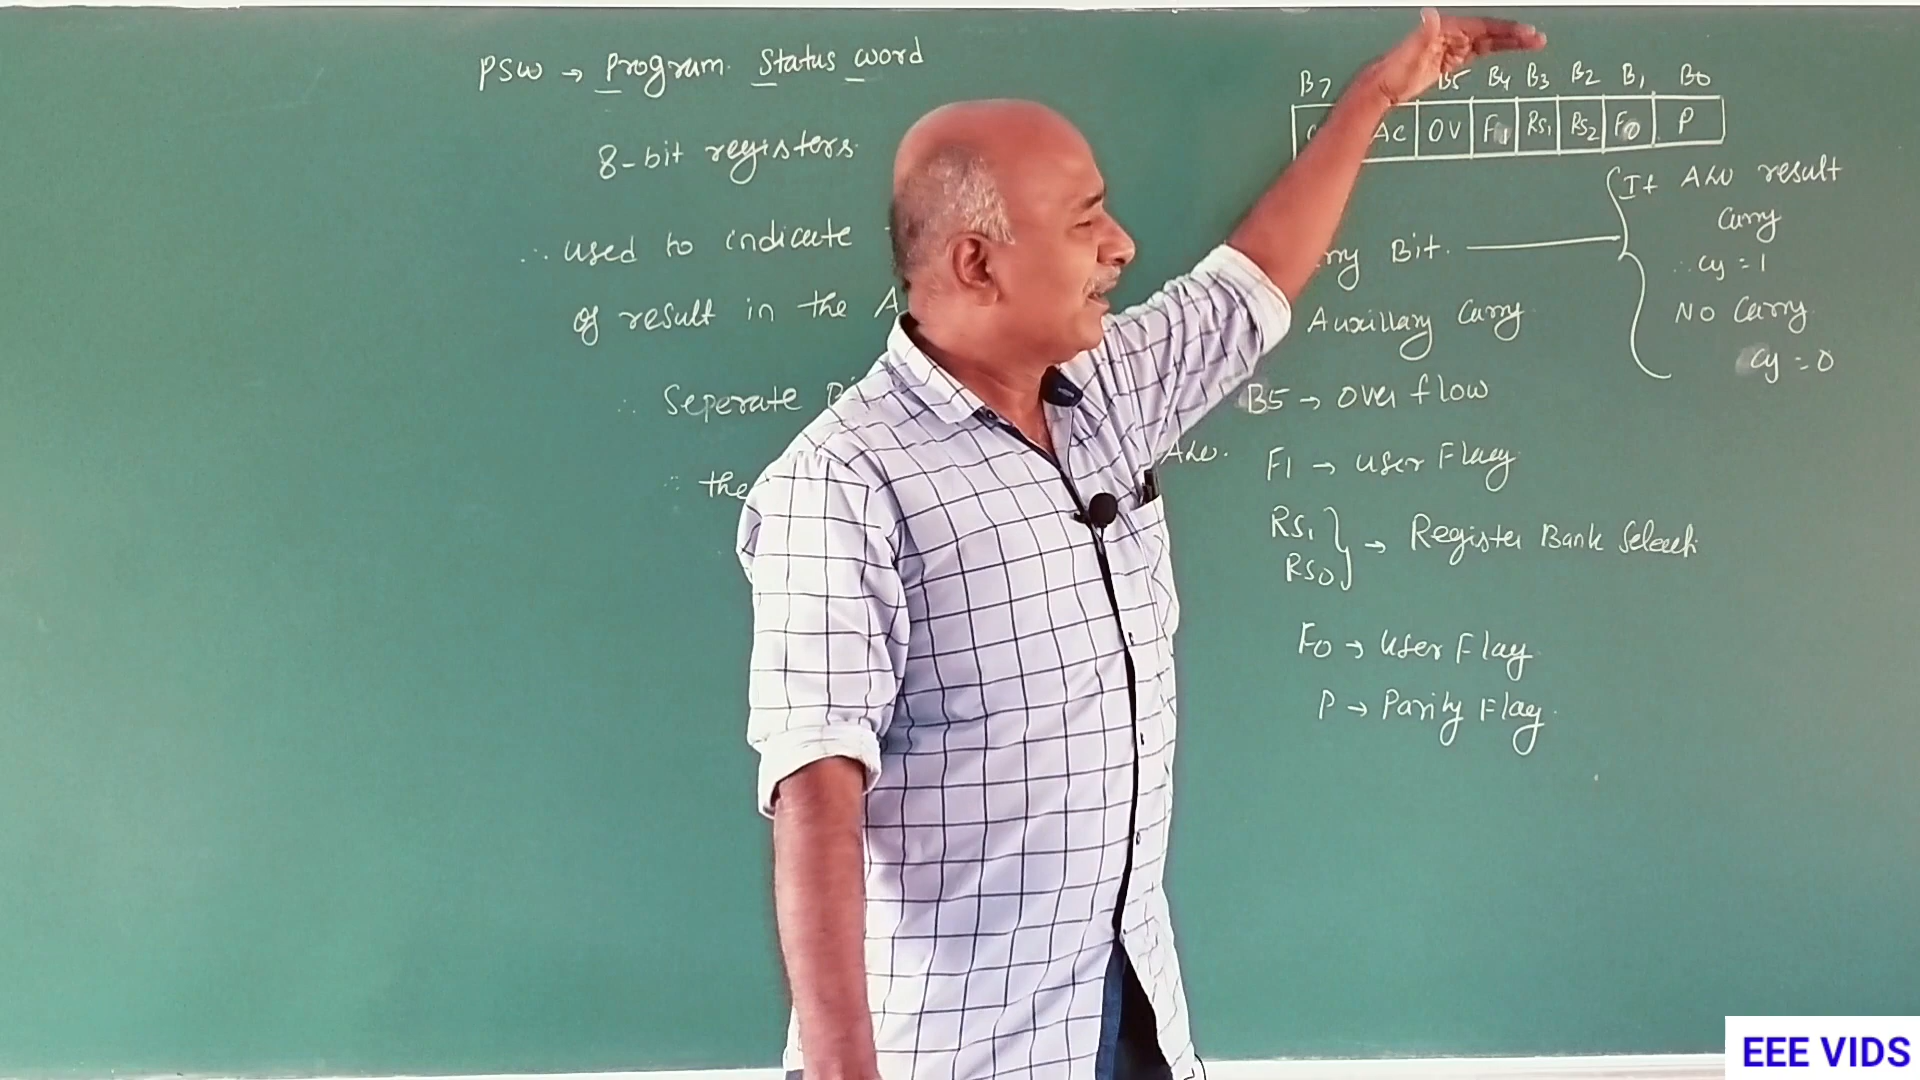 PSW → Program Status word
8-bit registers
∴ used to indicate
of result in the A
∴ Seperate B
∴ the
ALU.
B7 B5 B4 B3 B2 B1 B0
C AC OV F1 RS1 RS2 F0 P
rry Bit.
Auxillary Carry
B5 → Over flow
F1 → User Flag
RS1
RS0 → Register Bank Select
F0 → User Flag
P → Parity Flag.
If ALU result
Carry
∴ Cy = 1
No Carry
Cy = 0
EEE VIDS